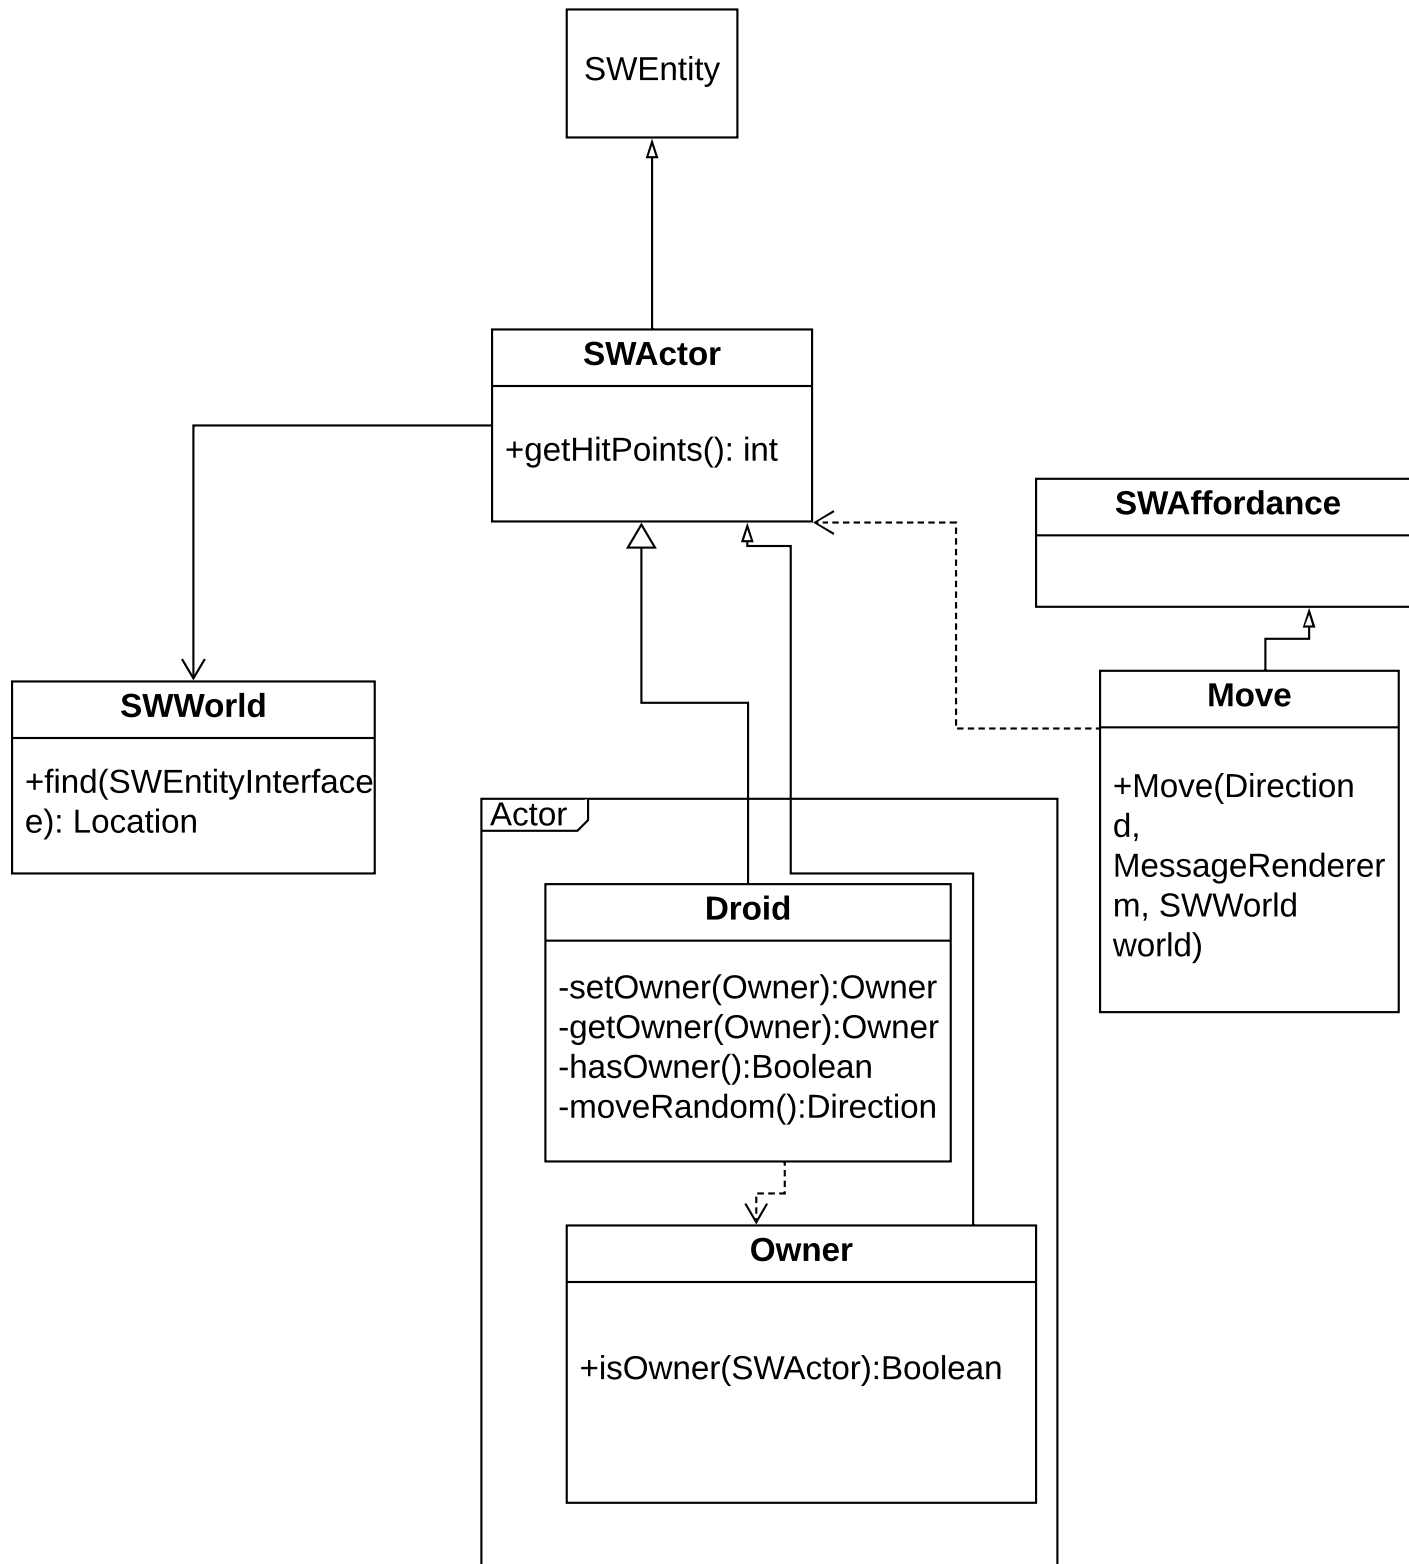 SWEntity
SWActor
+getHitPoints(): int
SWAffordance
SWWorld
+find(SWEntityInterface
e): Location
Move
+Move(Direction
d,
MessageRenderer
m, SWWorld
world)
Actor
Droid
-setOwner(Owner):Owner
-getOwner(Owner):Owner
-hasOwner():Boolean
-moveRandom():Direction
Owner
+isOwner(SWActor):Boolean